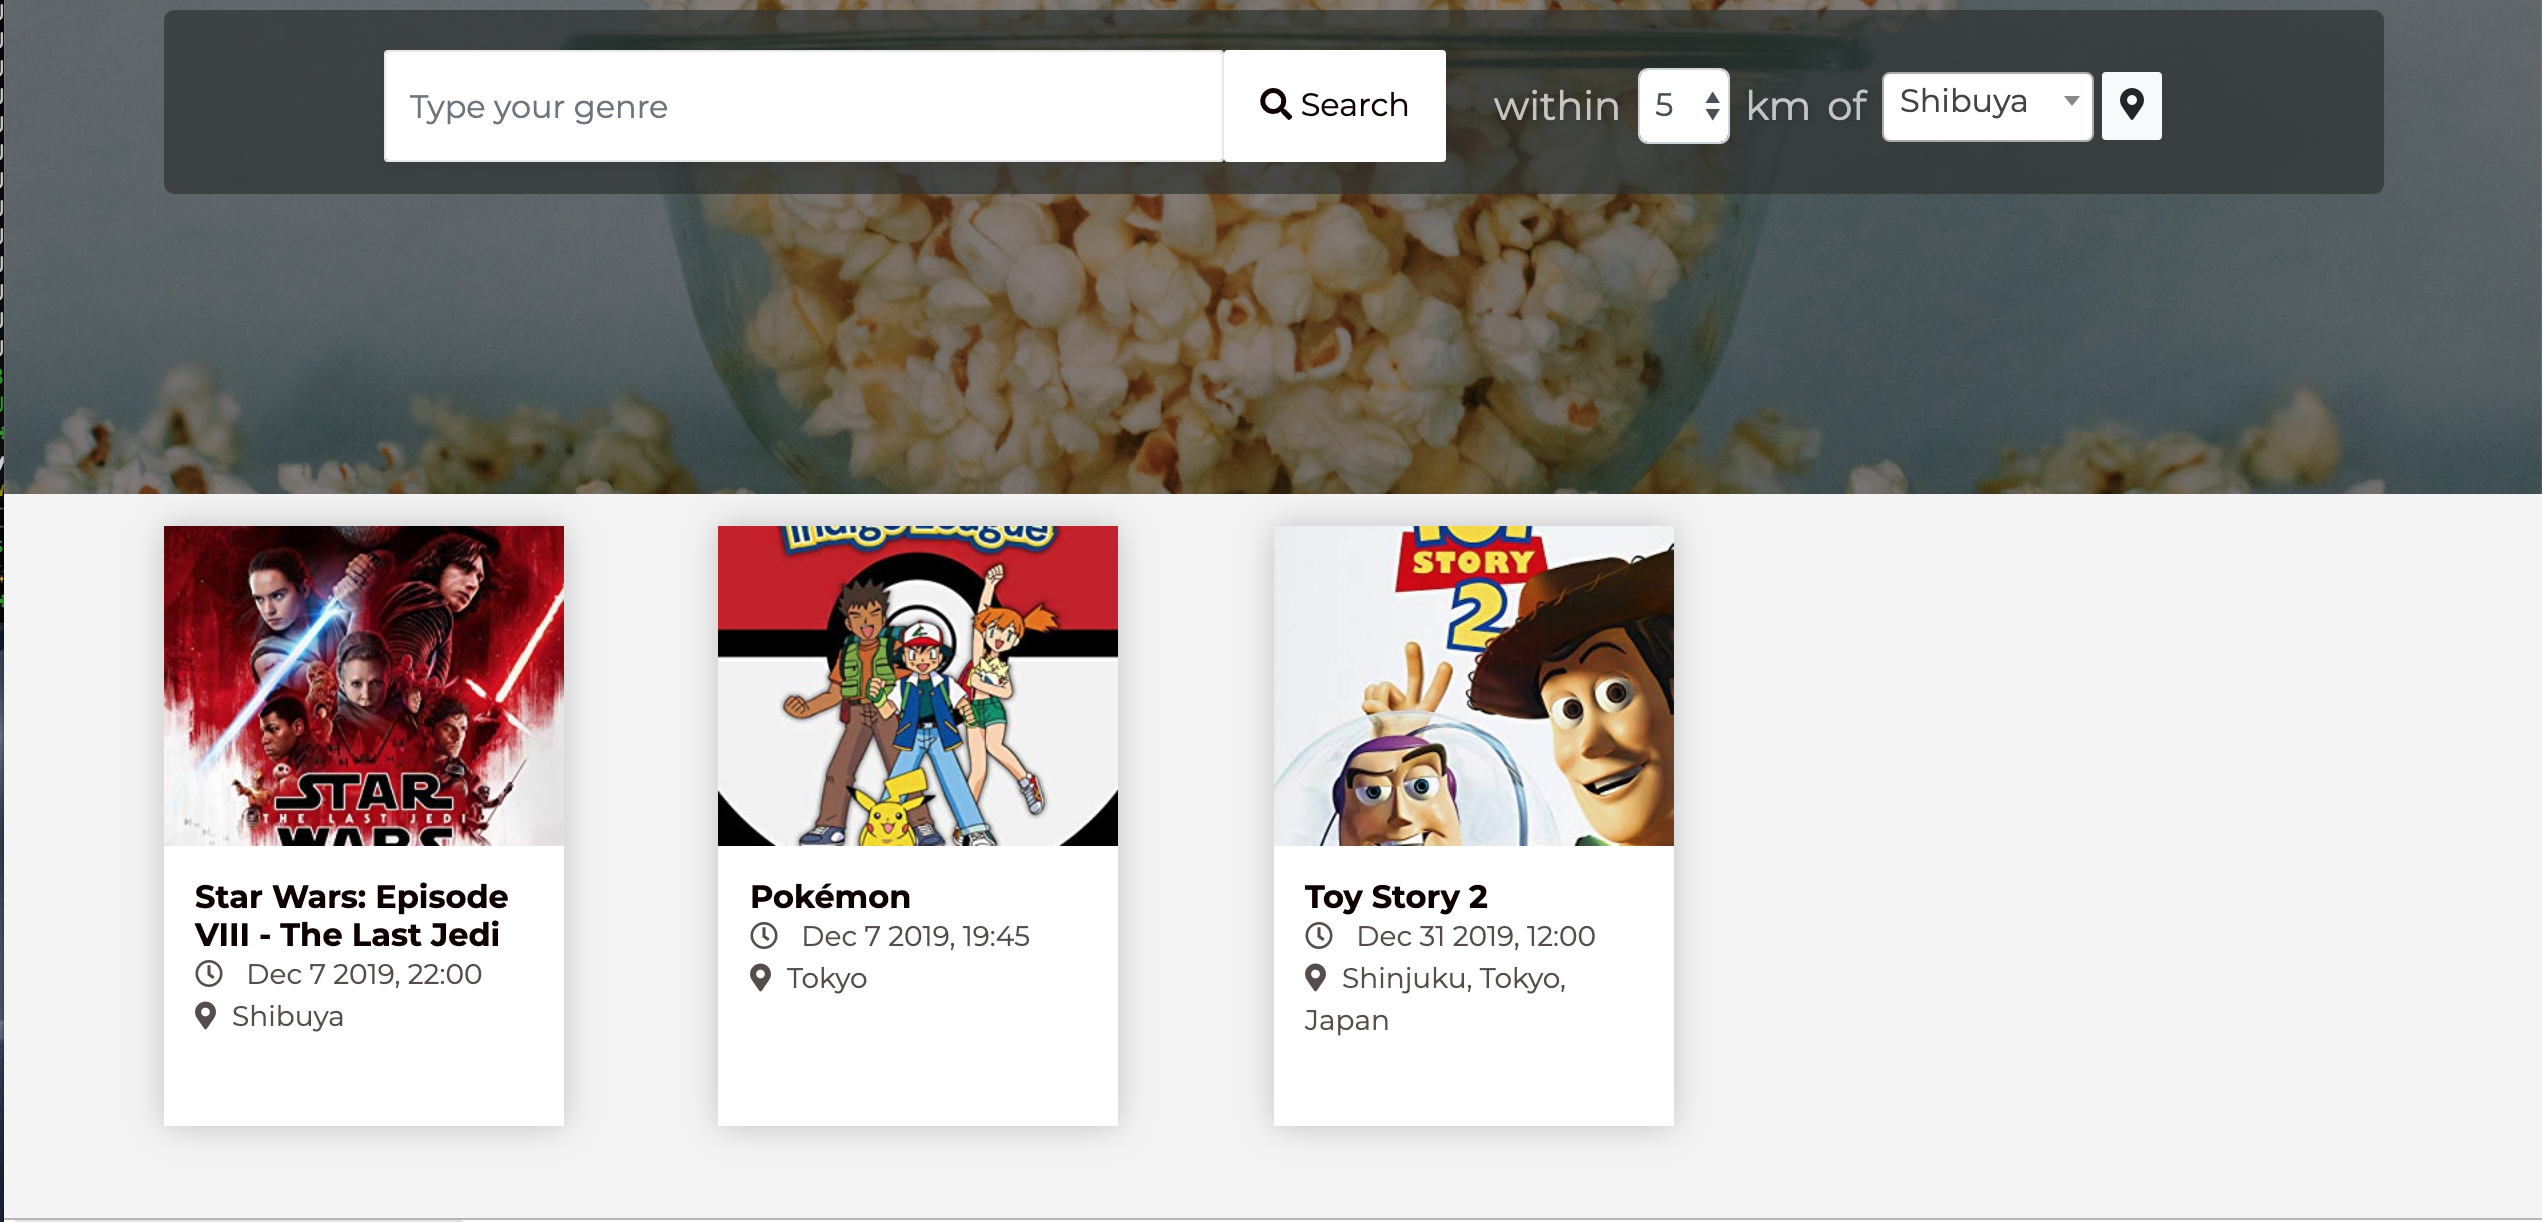 Type your genre
Search
within 5 km of Shibuya
STAR
THE LAST JEDI
WARS
Star Wars: Episode
VIII - The Last Jedi
Dec 7 2019, 22:00
Shibuya
Indigo League
Pokémon
Dec 7 2019, 19:45
Tokyo
TOY
STORY
2
Toy Story 2
Dec 31 2019, 12:00
Shinjuku, Tokyo,
Japan